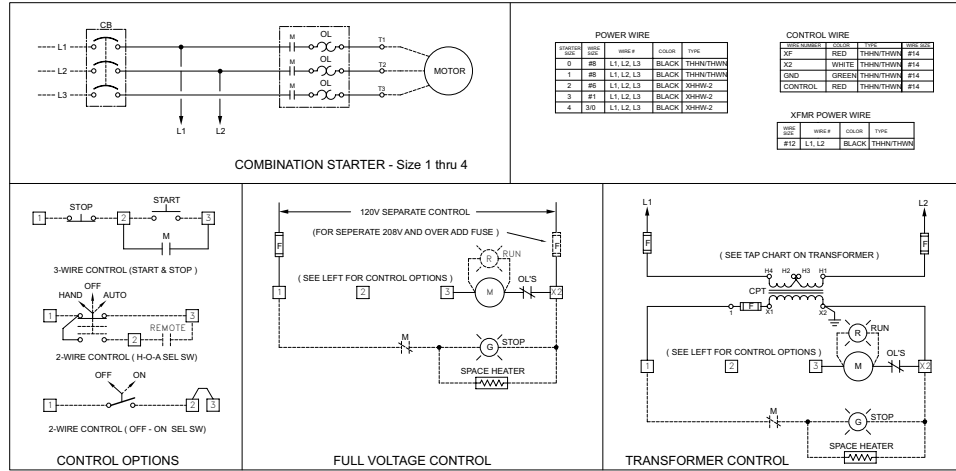 CB
L1
L2
L3
M
OL
M
OL
M
OL
T1
T2
T3
MOTOR
L1 L2
COMBINATION STARTER - Size 1 thru 4
POWER WIRE
STARTER SIZE WIRE SIZE WIRE # COLOR TYPE
0 #8 L1, L2, L3 BLACK THHN/THWN
1 #8 L1, L2, L3 BLACK THHN/THWN
2 #6 L1, L2, L3 BLACK XHHW-2
3 #1 L1, L2, L3 BLACK XHHW-2
4 3/0 L1, L2, L3 BLACK XHHW-2
CONTROL WIRE
WIRE NUMBER COLOR TYPE WIRE SIZE
XF RED THHN/THWN #14
X2 WHITE THHN/THWN #14
GND GREEN THHN/THWN #14
CONTROL RED THHN/THWN #14
XFMR POWER WIRE
WIRE SIZE WIRE # COLOR TYPE
#12 L1, L2 BLACK THHN/THWN
STOP START
1 2 3
M
3-WIRE CONTROL (START & STOP )
OFF
HAND AUTO
1 3
REMOTE
2
2-WIRE CONTROL ( H-O-A SEL SW)
OFF ON
1 2 3
2-WIRE CONTROL ( OFF - ON SEL SW)
CONTROL OPTIONS
120V SEPARATE CONTROL
(FOR SEPERATE 208V AND OVER ADD FUSE )
F F
R RUN
( SEE LEFT FOR CONTROL OPTIONS ) OL'S
1 2 3 M X2
M
G STOP
SPACE HEATER
FULL VOLTAGE CONTROL
L1 L2
F F
( SEE TAP CHART ON TRANSFORMER )
H4 H2 H3 H1
CPT
F
1 X1 X2
R RUN
( SEE LEFT FOR CONTROL OPTIONS ) OL'S
1 2 3 M X2
M
G STOP
SPACE HEATER
TRANSFORMER CONTROL